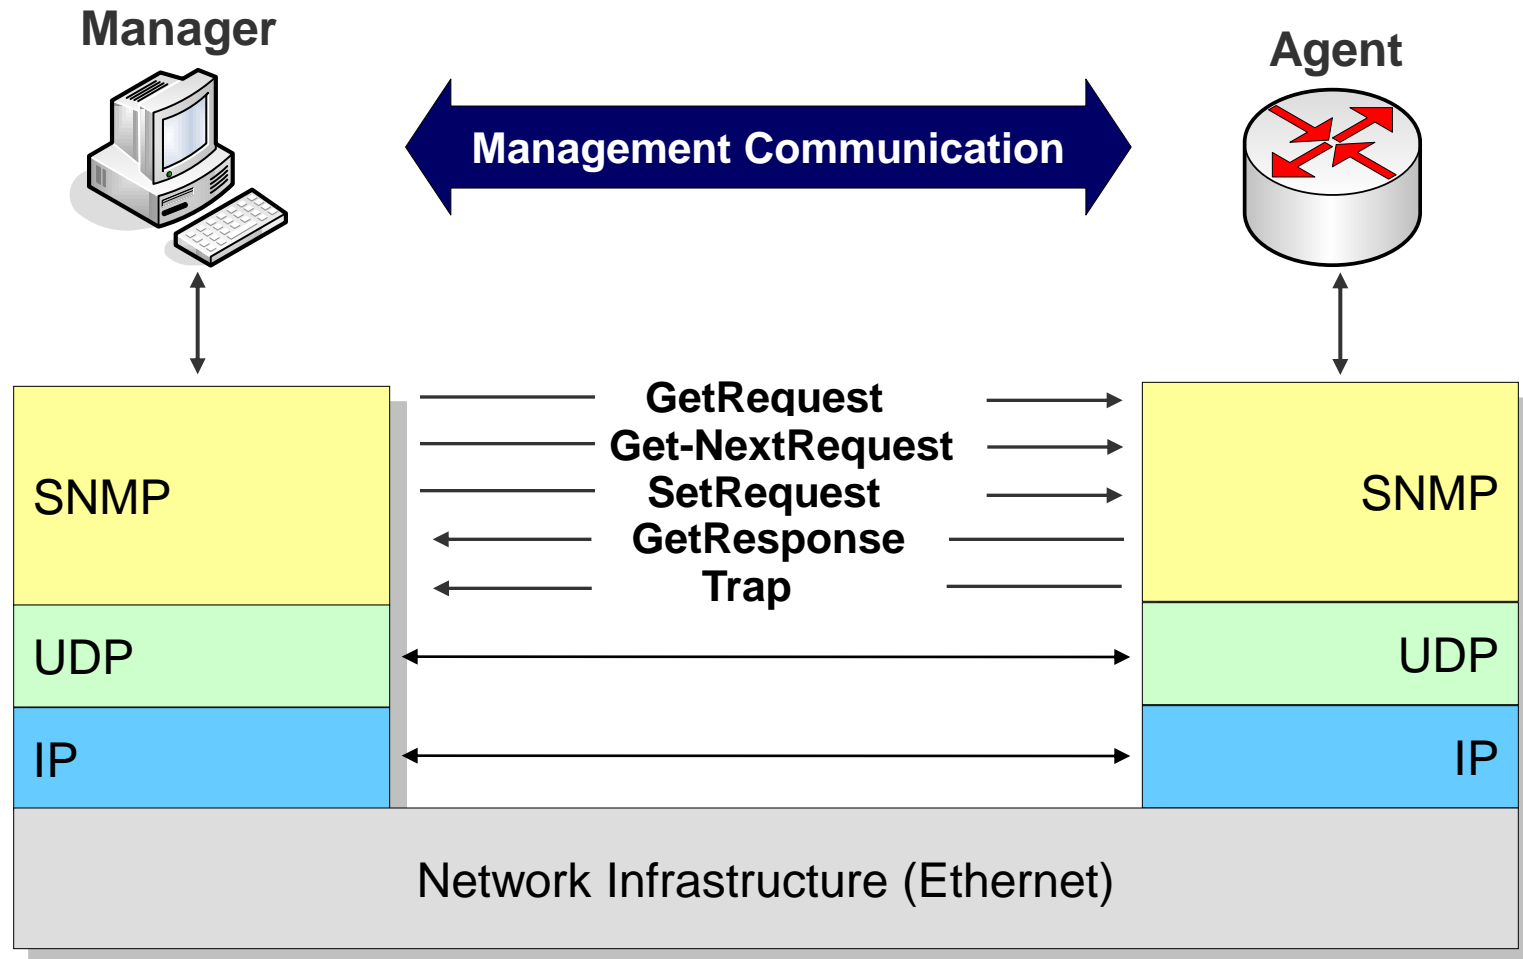 Manager
Agent
Management Communication
GetRequest
Get-NextRequest
SetRequest
GetResponse
Trap
SNMP
SNMP
UDP
UDP
IP
IP
Network Infrastructure (Ethernet)